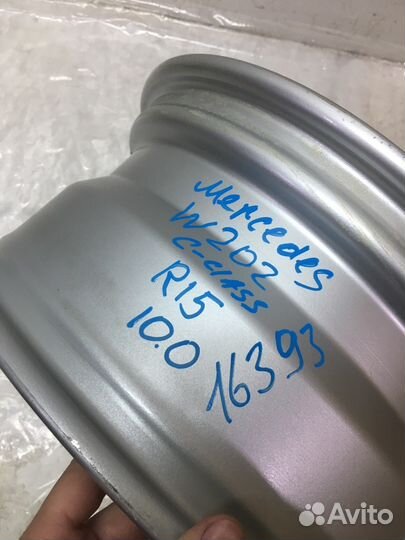 Mercedes
W202
C-class
R15
10.0
16393
Avito